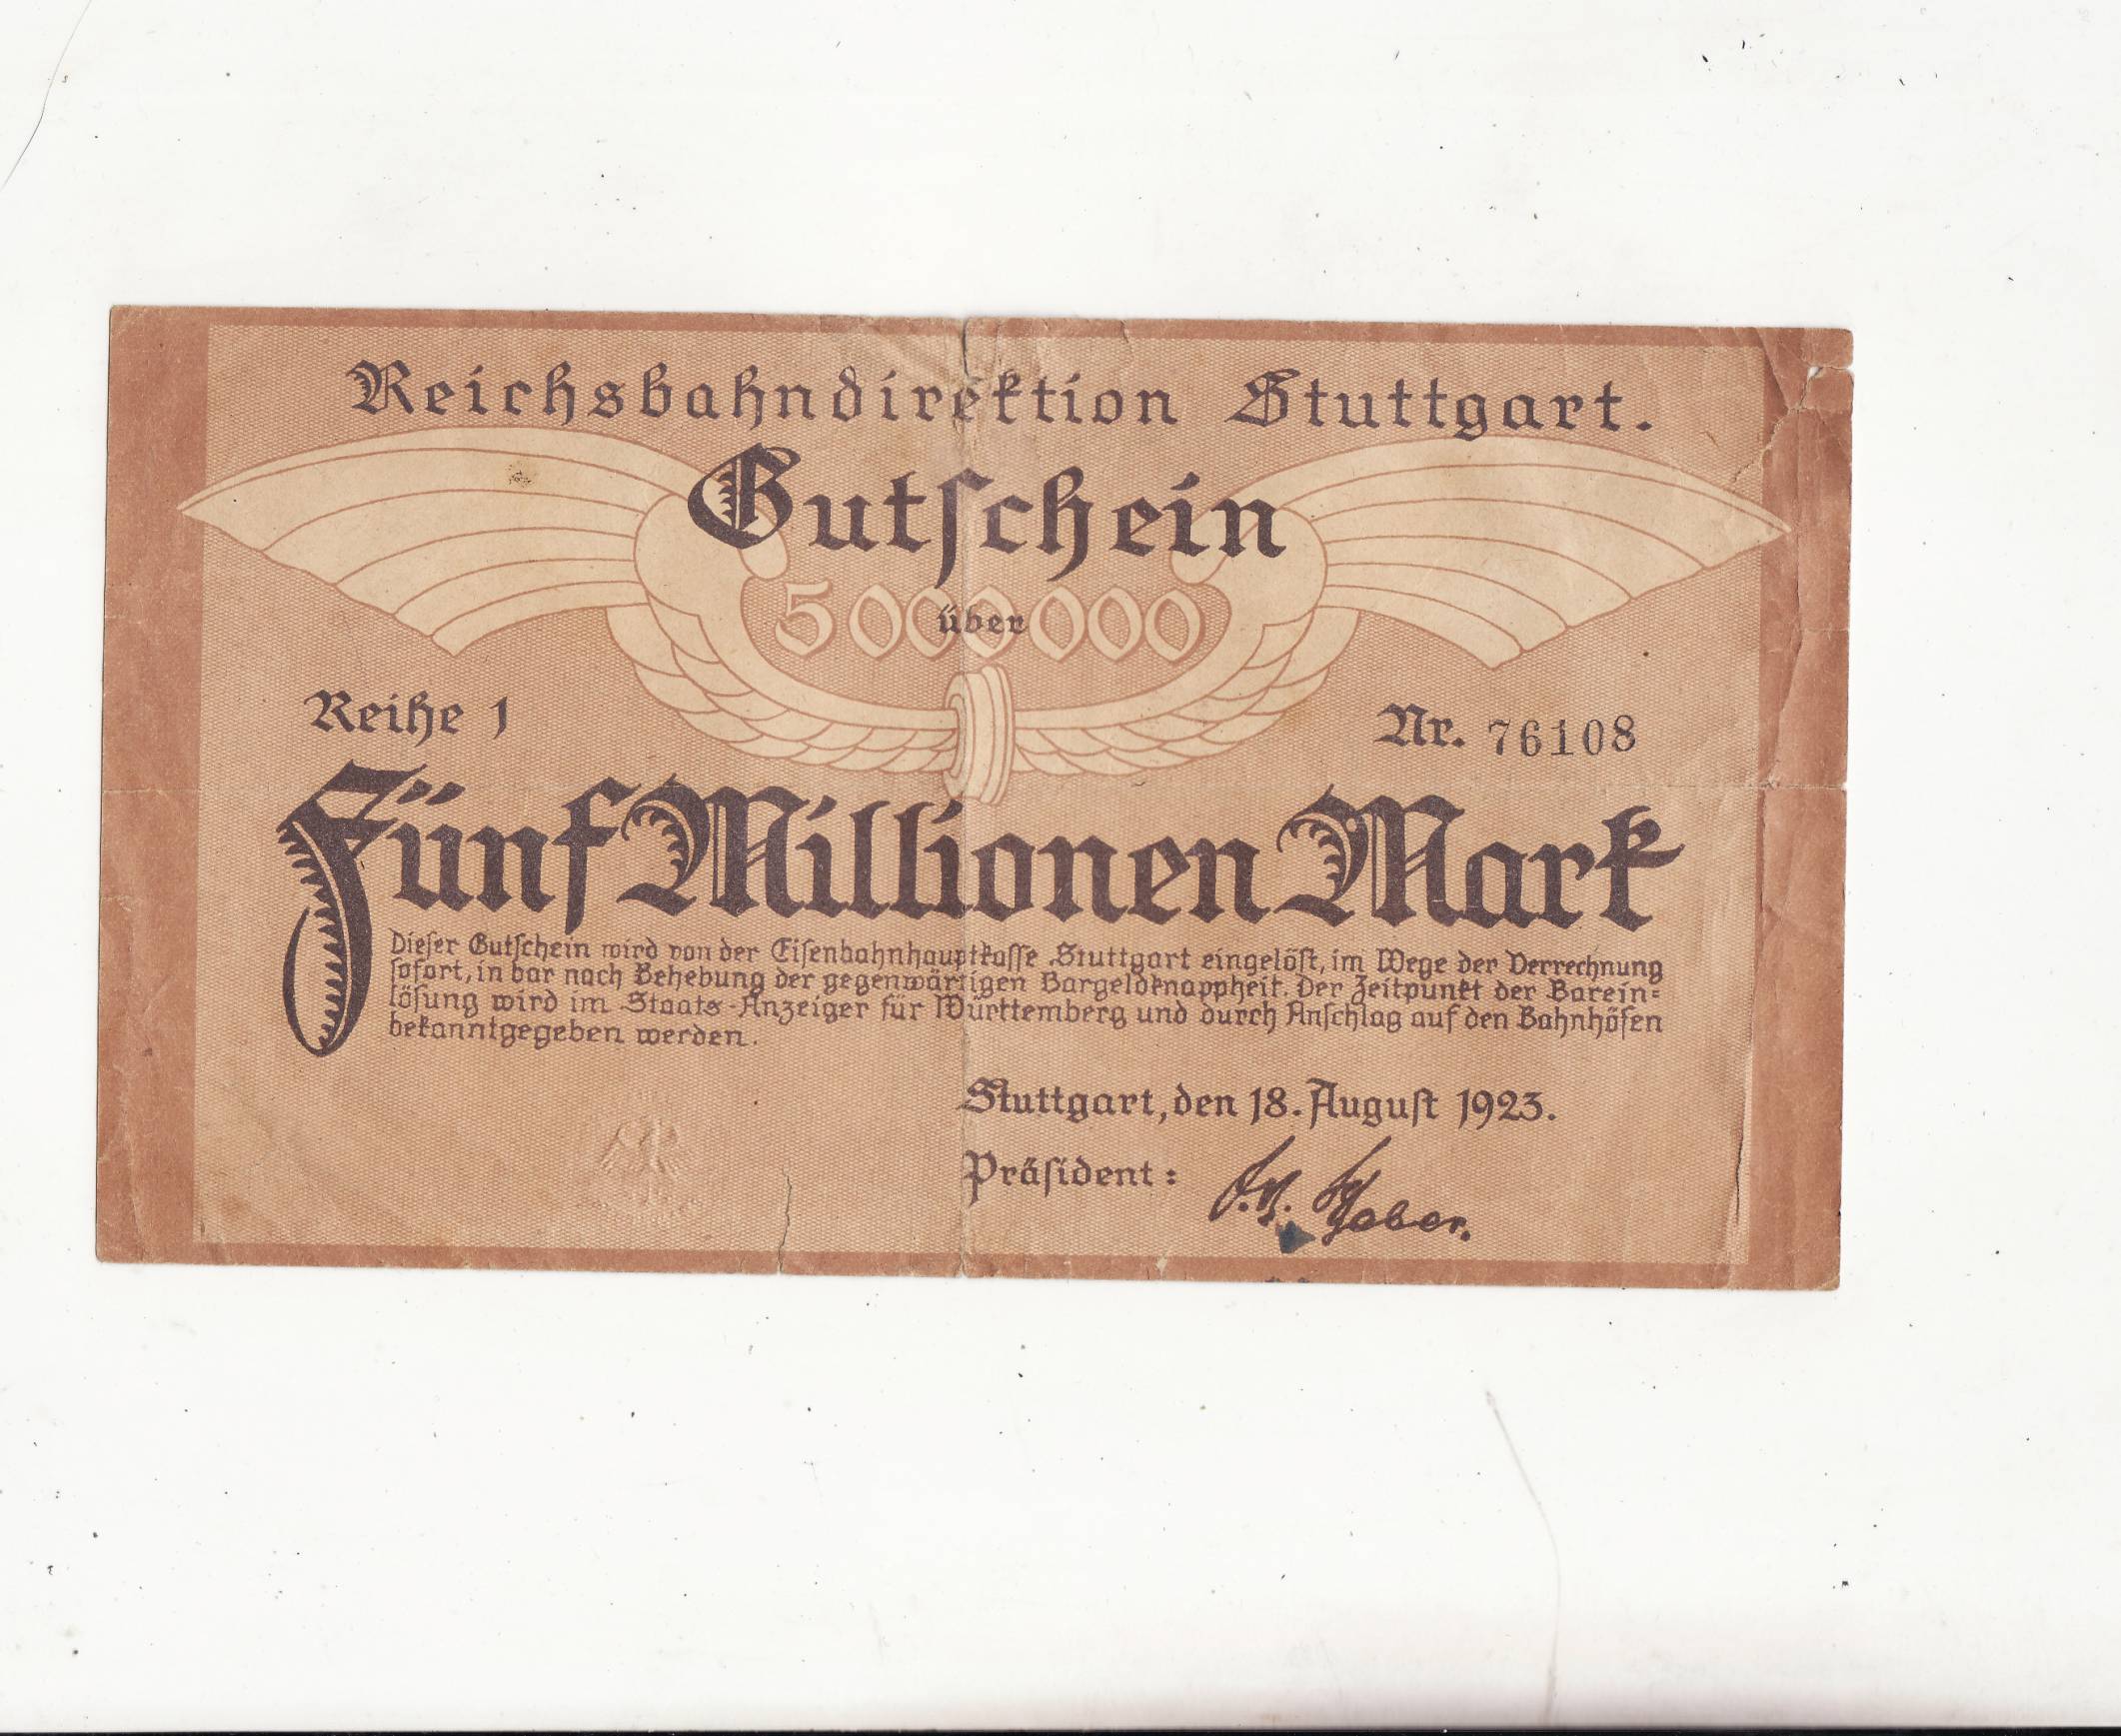 Reichsbahndirektion Stuttgart.
Gutſchein
5000000
über
Reihe 1
Nr. 76108
Fünf Millionen Mark
Dieſer Gutſchein wird von der Eiſenbahnhauptkaſſe Stuttgart eingelöſt, im Wege der Verrechnung
ſofort, in bar nach Behebung der gegenwärtigen Bargeldknappheit. Der Zeitpunkt der Barein=
löſung wird im Staats-Anzeiger für Württemberg und durch Anſchlag auf den Bahnhöfen
bekanntgegeben werden.
Stuttgart, den 18. Auguſt 1923.
Präſident: